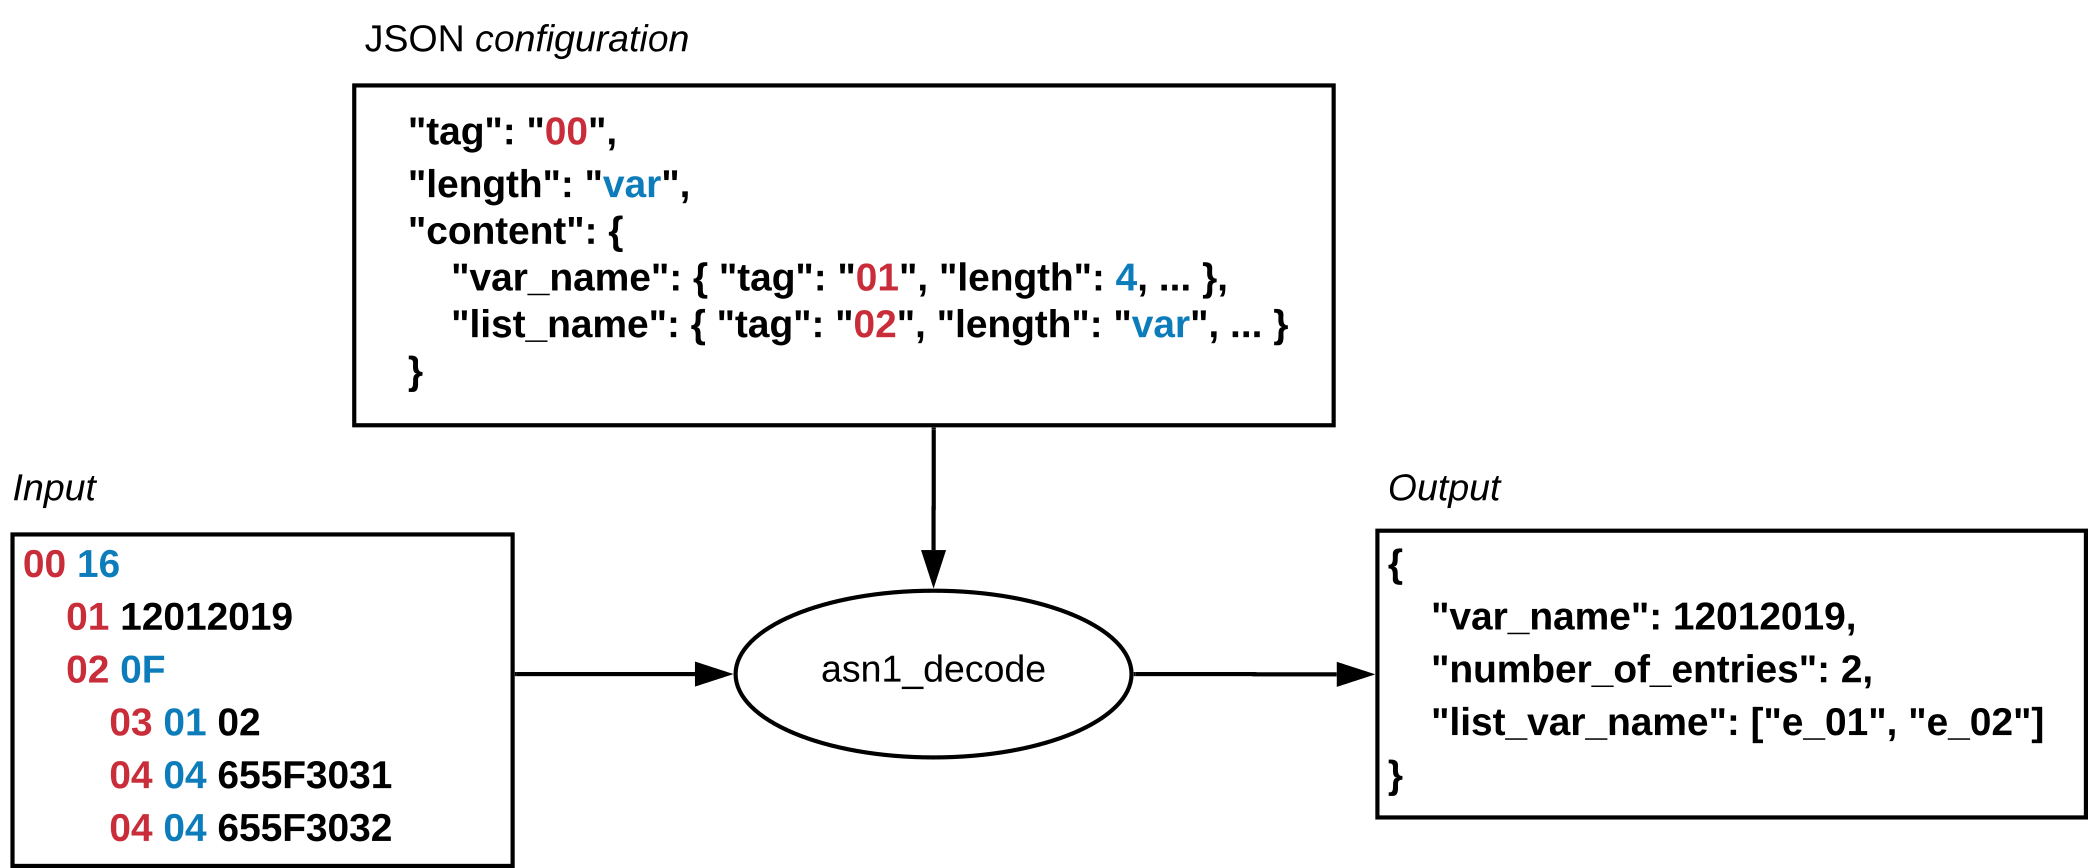 JSON configuration
"tag": "00",
"length": "var",
"content": {
"var_name": { "tag": "01", "length": 4, ... },
"list_name": { "tag": "02", "length": "var", ... }
}
Input
00 16
01 12012019
02 0F
03 01 02
04 04 655F3031
04 04 655F3032
asn1_decode
Output
{
"var_name": 12012019,
"number_of_entries": 2,
"list_var_name": ["e_01", "e_02"]
}